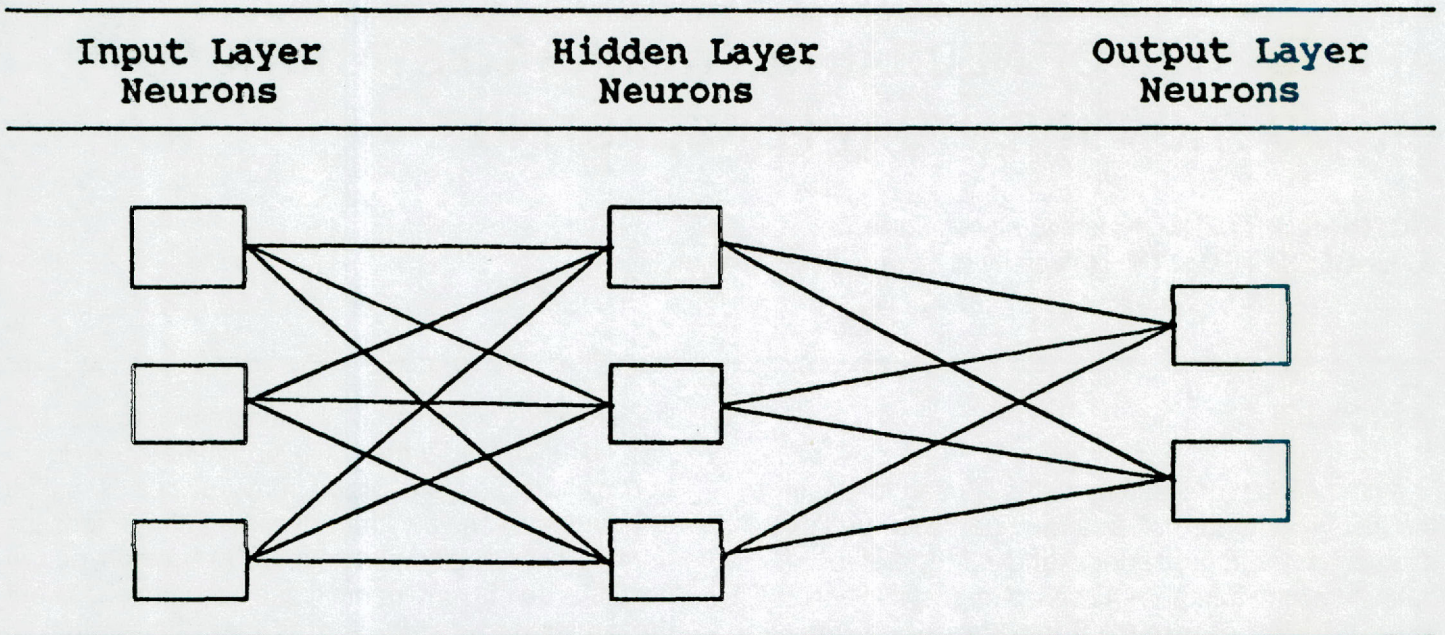 Input Layer
Neurons
Hidden Layer
Neurons
Output Layer
Neurons